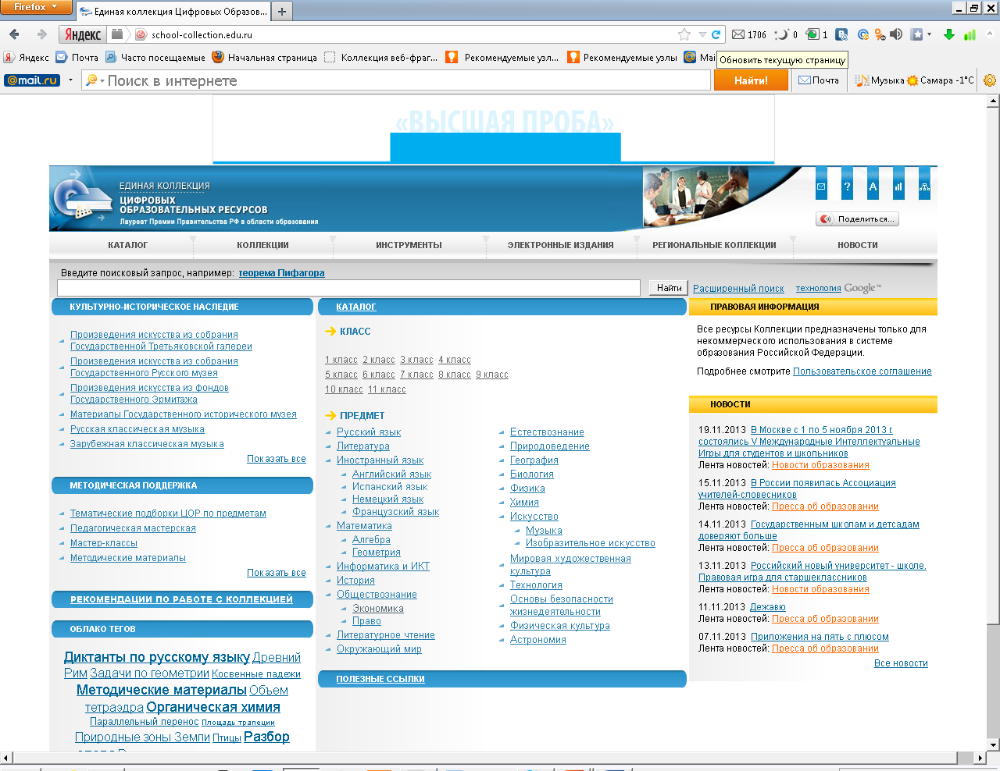 Firefox
Единая коллекция Цифровых Образов...
Яндекс
school-collection.edu.ru
1706
0
1
Яндекс
Почта
Часто посещаемые
Начальная страница
Коллекция веб-фраг...
Рекомендуемые узл...
Рекомендуемые узлы
Mai
Обновить текущую страницу
@mail.ru
Поиск в интернете
Найти!
Почта
Музыка
Самара -1°C
«ВЫСШАЯ ПРОБА»
ЕДИНАЯ КОЛЛЕКЦИЯ
ЦИФРОВЫХ
ОБРАЗОВАТЕЛЬНЫХ РЕСУРСОВ
Лауреат Премии Правительства РФ в области образования
? A
Поделиться...
КАТАЛОГ
КОЛЛЕКЦИИ
ИНСТРУМЕНТЫ
ЭЛЕКТРОННЫЕ ИЗДАНИЯ
РЕГИОНАЛЬНЫЕ КОЛЛЕКЦИИ
НОВОСТИ
Введите поисковый запрос, например: теорема Пифагора
Найти
Расширенный поиск
технология Google™
КУЛЬТУРНО-ИСТОРИЧЕСКОЕ НАСЛЕДИЕ
Произведения искусства из собрания
Государственной Третьяковской галереи
Произведения искусства из собрания
Государственного Русского музея
Произведения искусства из фондов
Государственного Эрмитажа
Материалы Государственного исторического музея
Русская классическая музыка
Зарубежная классическая музыка
Показать все
МЕТОДИЧЕСКАЯ ПОДДЕРЖКА
Тематические подборки ЦОР по предметам
Педагогическая мастерская
Мастер-классы
Методические материалы
Показать все
РЕКОМЕНДАЦИИ ПО РАБОТЕ С КОЛЛЕКЦИЕЙ
ОБЛАКО ТЕГОВ
Диктанты по русскому языку Древний
Рим Задачи по геометрии Косвенные падежи
Методические материалы Объем
тетраэдра Органическая химия
Параллельный перенос Площадь трапеции
Природные зоны Земли Птицы Разбор
КАТАЛОГ
КЛАСС
1 класс 2 класс 3 класс 4 класс
5 класс 6 класс 7 класс 8 класс 9 класс
10 класс 11 класс
ПРЕДМЕТ
Русский язык
Литература
Иностранный язык
Английский язык
Испанский язык
Немецкий язык
Французский язык
Математика
Алгебра
Геометрия
Информатика и ИКТ
История
Обществознание
Экономика
Право
Литературное чтение
Окружающий мир
Естествознание
Природоведение
География
Биология
Физика
Химия
Искусство
Музыка
Изобразительное искусство
Мировая художественная
культура
Технология
Основы безопасности
жизнедеятельности
Физическая культура
Астрономия
ПОЛЕЗНЫЕ ССЫЛКИ
ПРАВОВАЯ ИНФОРМАЦИЯ
Все ресурсы Коллекции предназначены только для
некоммерческого использования в системе
образования Российской Федерации.
Подробнее смотрите Пользовательское соглашение
НОВОСТИ
19.11.2013 В Москве с 1 по 5 ноября 2013 г.
состоялись V Международные Интеллектуальные
Игры для студентов и школьников
Лента новостей: Новости образования
15.11.2013 В России появилась Ассоциация
учителей-словесников
Лента новостей: Пресса об образовании
14.11.2013 Государственным школам и детсадам
доверяют больше
Лента новостей: Пресса об образовании
13.11.2013 Российский новый университет - школе.
Правовая игра для старшеклассников
Лента новостей: Новости образования
11.11.2013 Дежавю
Лента новостей: Пресса об образовании
07.11.2013 Приложения на пять с плюсом
Лента новостей: Пресса об образовании
Все новости